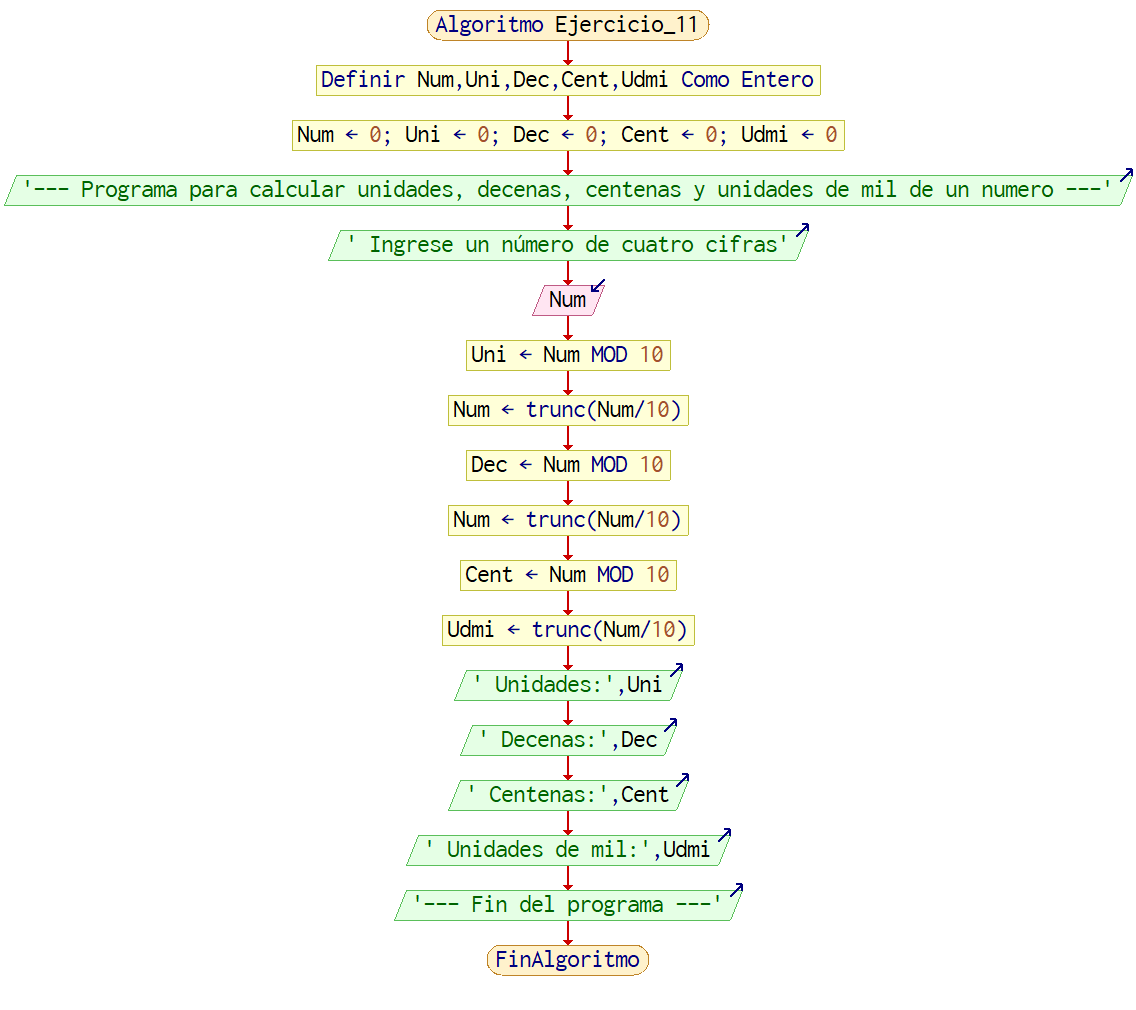 Algoritmo Ejercicio_11
Definir Num,Uni,Dec,Cent,Udmi Como Entero
Num ← 0; Uni ← 0; Dec ← 0; Cent ← 0; Udmi ← 0
'--- Programa para calcular unidades, decenas, centenas y unidades de mil de un numero ---'
' Ingrese un número de cuatro cifras'
Num
Uni ← Num MOD 10
Num ← trunc(Num/10)
Dec ← Num MOD 10
Num ← trunc(Num/10)
Cent ← Num MOD 10
Udmi ← trunc(Num/10)
' Unidades:',Uni
' Decenas:',Dec
' Centenas:',Cent
' Unidades de mil:',Udmi
'--- Fin del programa ---'
FinAlgoritmo